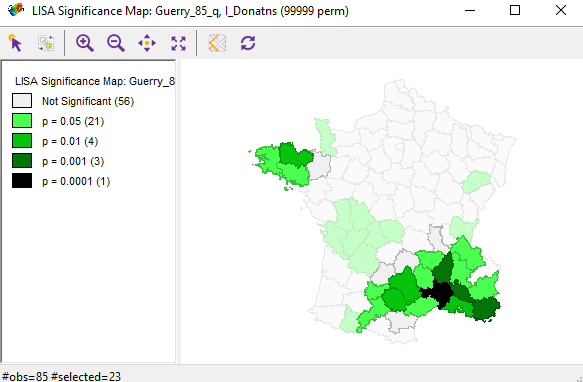 LISA Significance Map: Guerry_85_q, I_Donatns (99999 perm)
LISA Significance Map: Guerry_8
Not Significant (56)
p = 0.05 (21)
p = 0.01 (4)
p = 0.001 (3)
p = 0.0001 (1)
#obs=85 #selected=23